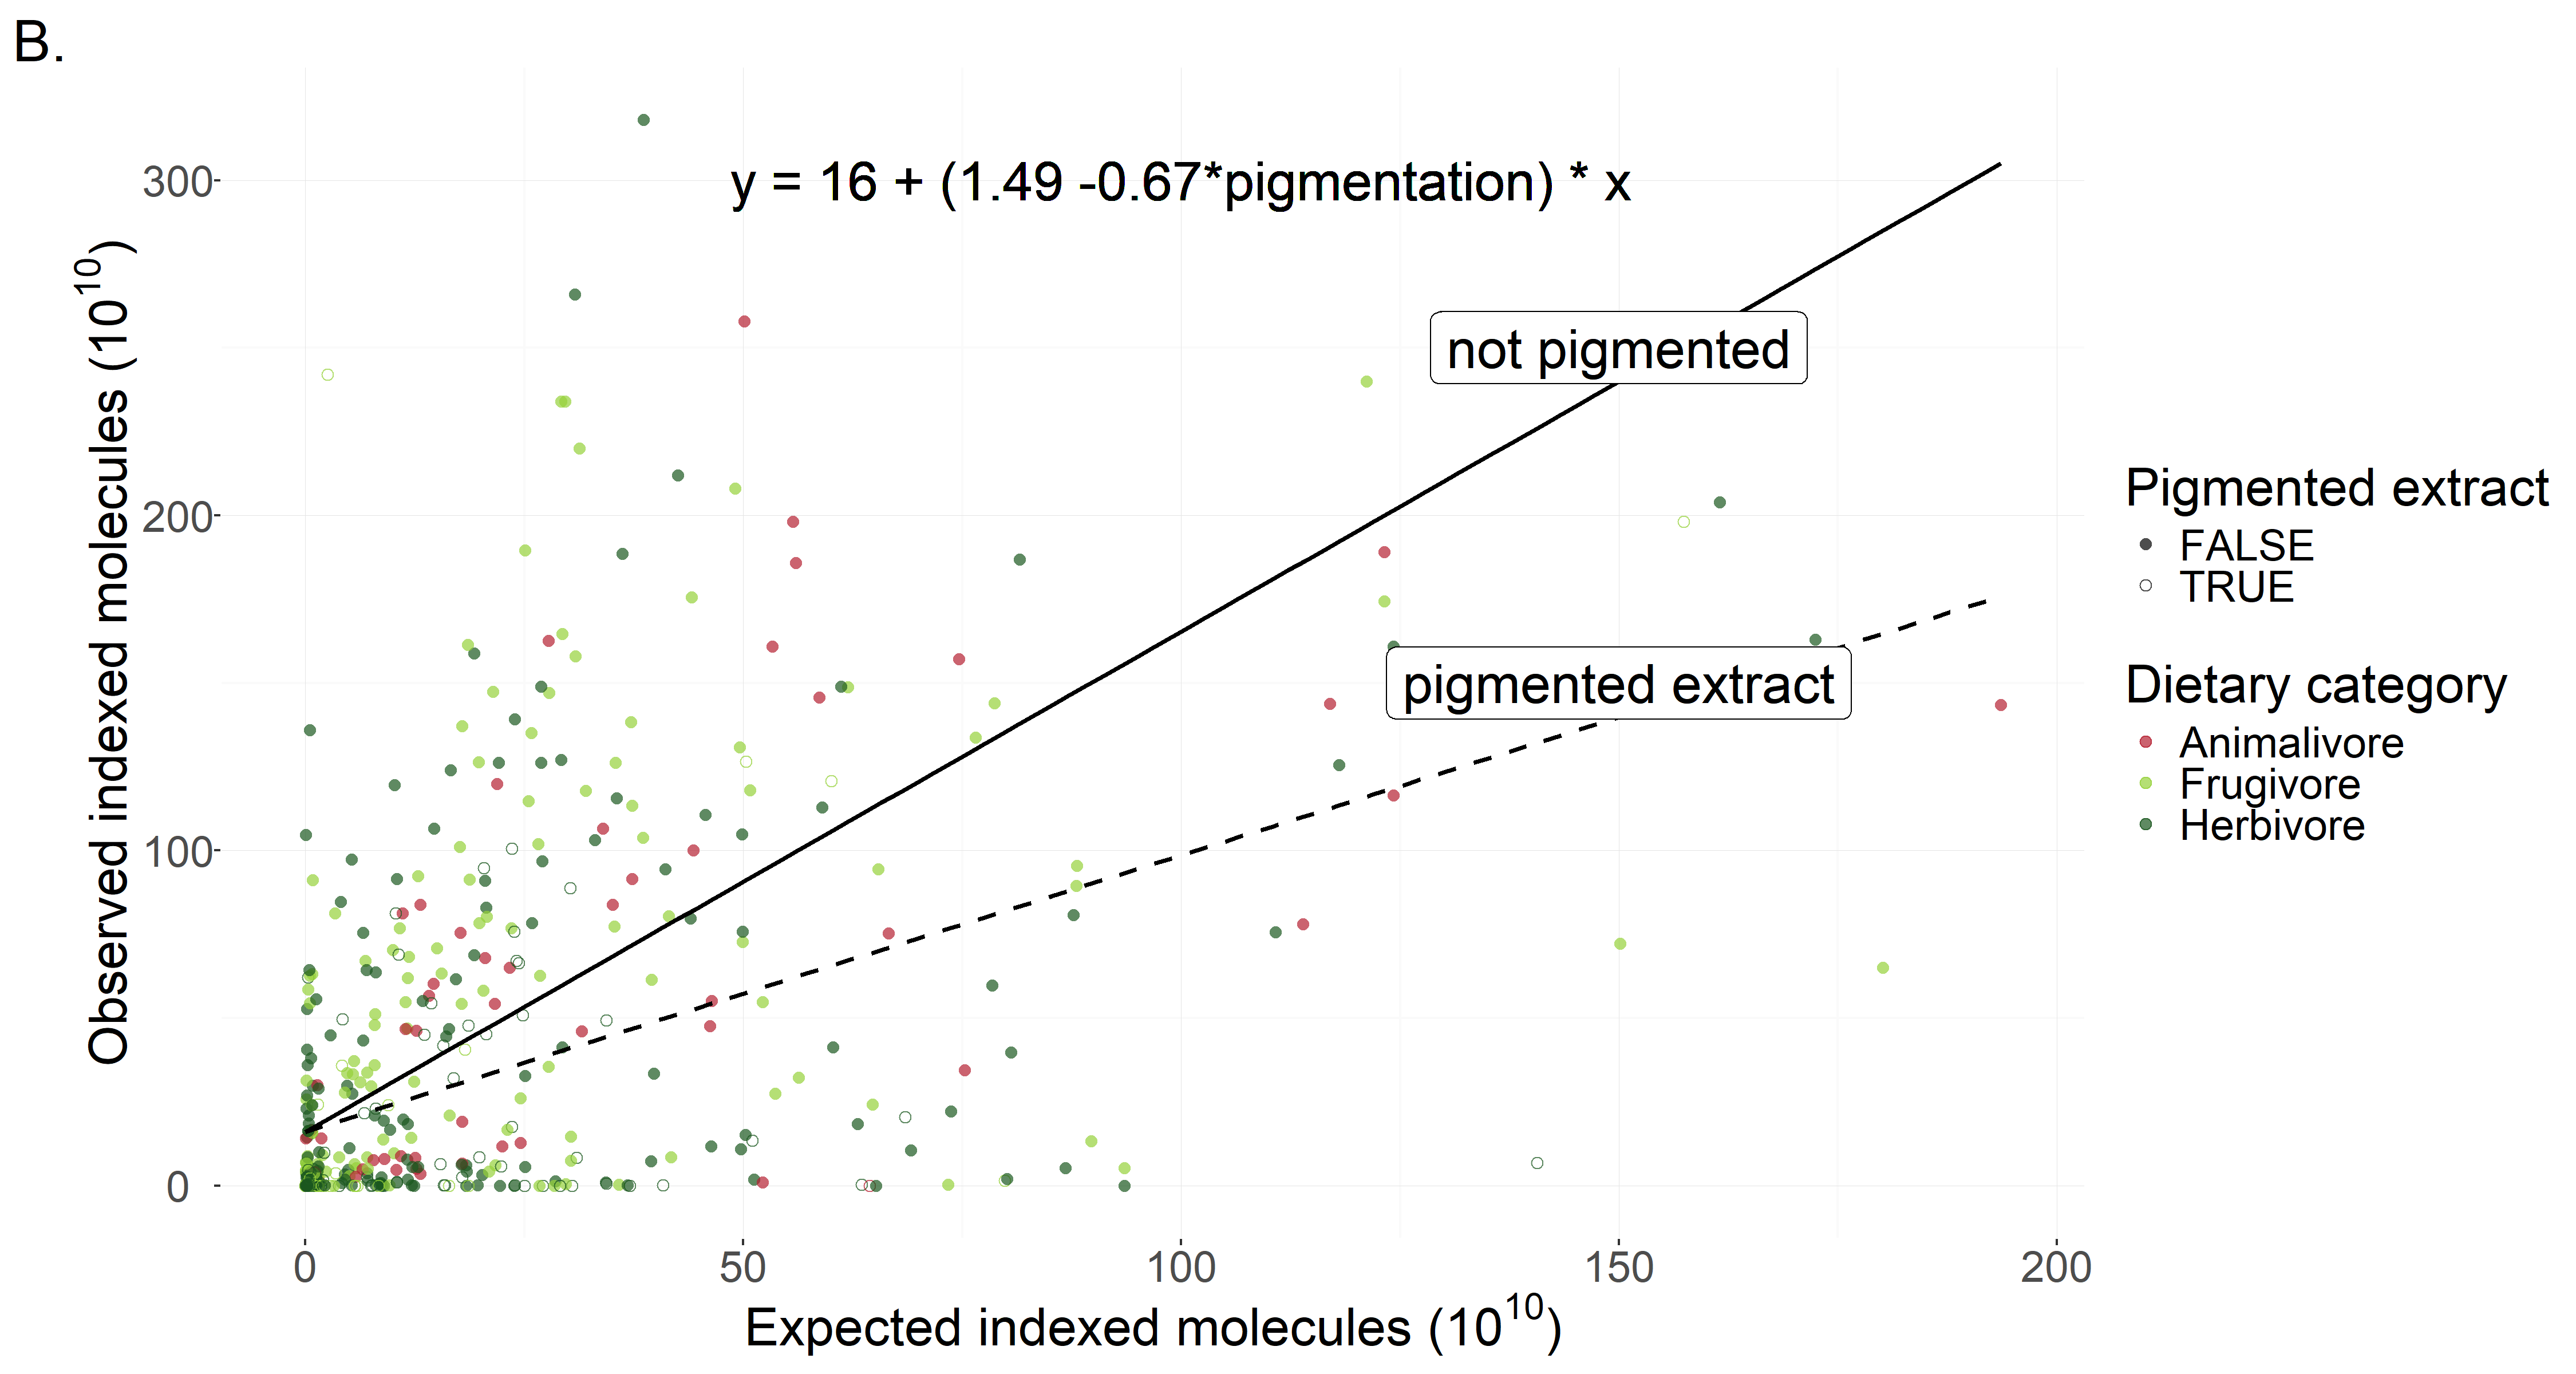 B.
y = 16 + (1.49 -0.67*pigmentation) * x
not pigmented
pigmented extract
Observed indexed molecules (10¹⁰)
300
200
100
0
0 50 100 150 200
Expected indexed molecules (10¹⁰)
Pigmented extract
FALSE
TRUE
Dietary category
Animalivore
Frugivore
Herbivore